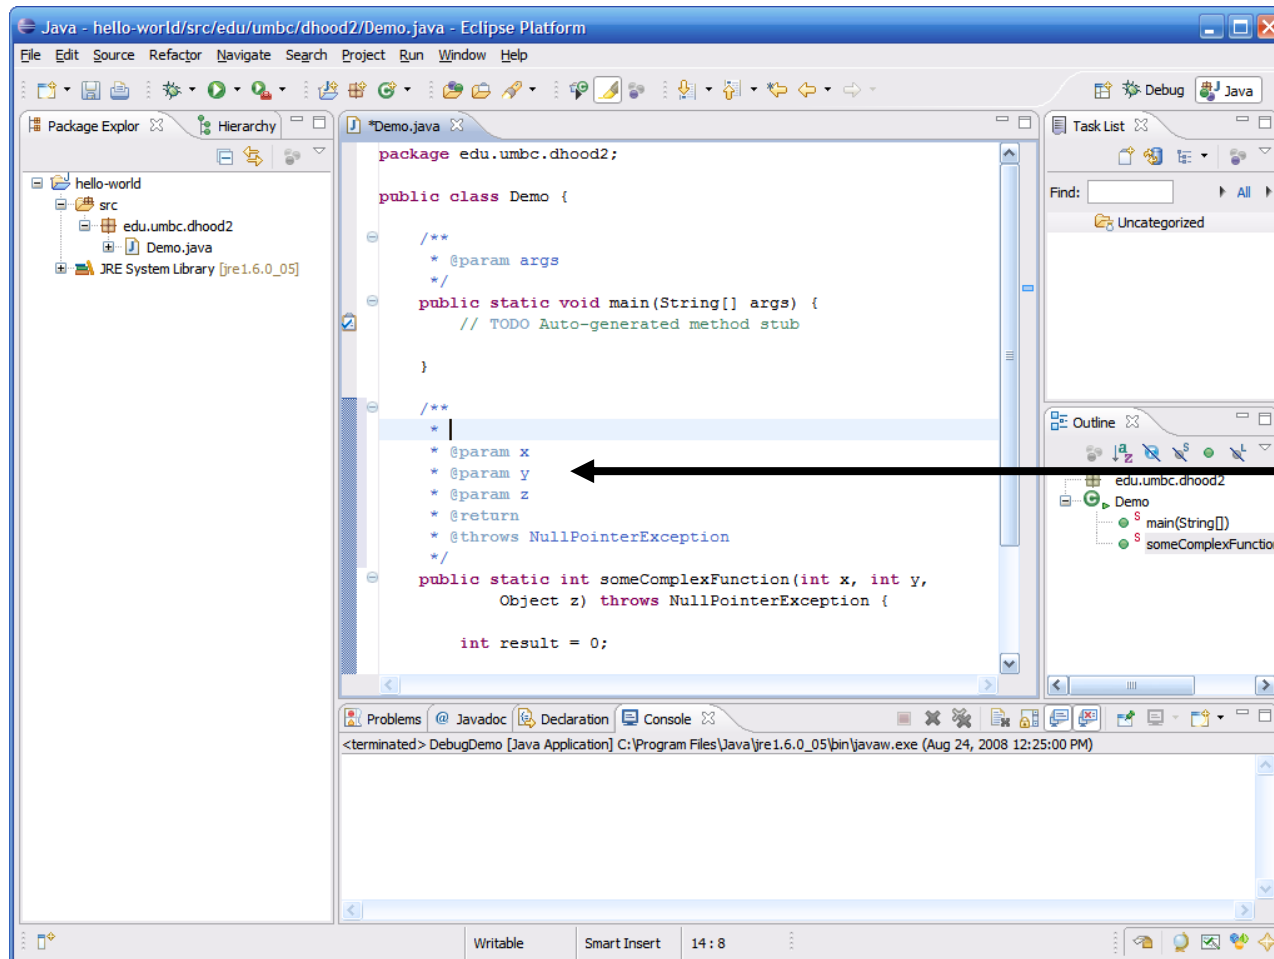 Java - hello-world/src/edu/umbc/dhood2/Demo.java - Eclipse Platform
File Edit Source Refactor Navigate Search Project Run Window Help
Debug Java
Package Explor Hierarchy
hello-world
src
edu.umbc.dhood2
Demo.java
JRE System Library [jre1.6.0_05]
*Demo.java
package edu.umbc.dhood2;
public class Demo {
/**
* @param args
*/
public static void main(String[] args) {
// TODO Auto-generated method stub
}
/**
*
* @param x
* @param y
* @param z
* @return
* @throws NullPointerException
*/
public static int someComplexFunction(int x, int y,
Object z) throws NullPointerException {
int result = 0;
Task List
Find: All
Uncategorized
Outline
edu.umbc.dhood2
Demo
main(String[])
someComplexFunction
Problems Javadoc Declaration Console
<terminated> DebugDemo [Java Application] C:\Program Files\Java\jre1.6.0_05\bin\javaw.exe (Aug 24, 2008 12:25:00 PM)
Writable Smart Insert 14 : 8